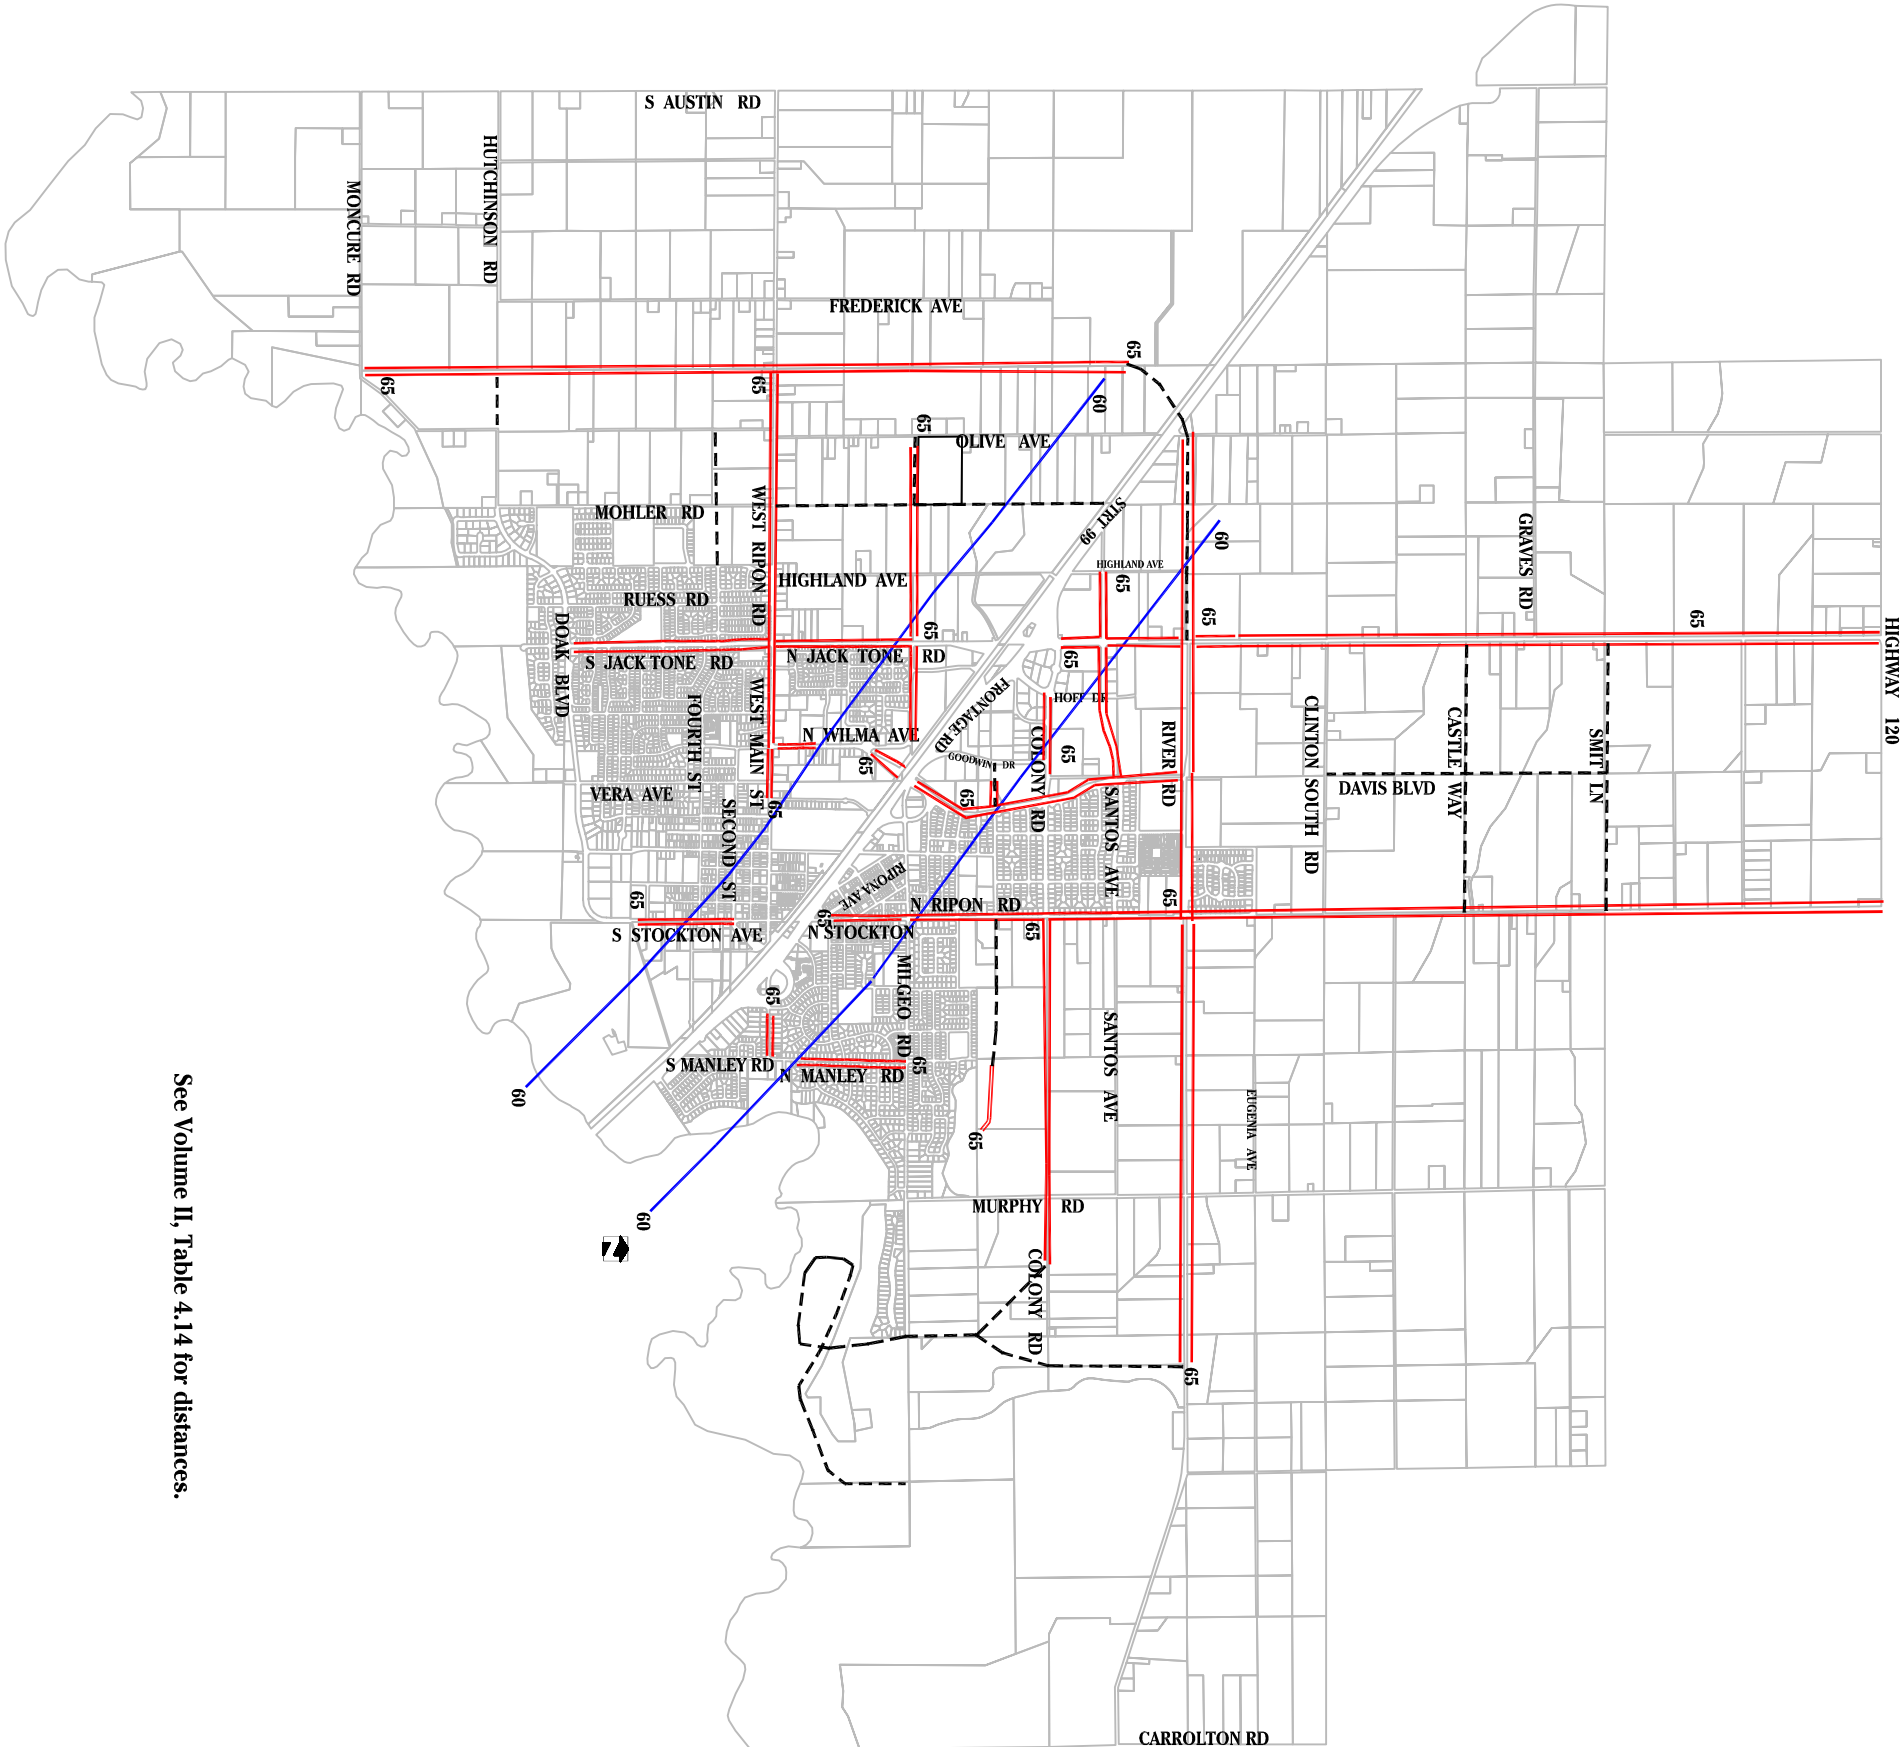 S AUSTIN RD
HUTCHINSON RD
MONCURE RD
FREDERICK AVE
65
65
65
60
65
OLIVE AVE
MOHLER RD
WEST RIPON RD
STRT 99
60
GRAVES RD
HIGHLAND AVE
HIGHLAND AVE
65
RUESS RD
65
65
HIGHWAY 120
DOAK BLVD
S JACK TONE RD
N JACK TONE RD
65
65
FRONTAGE RD
HOFF DR
FOURTH ST
WEST MAIN ST
N WILMA AVE
COLONY RD
RIVER RD
CLINTON SOUTH RD
CASTLE WAY
SMIT LN
65
GOODWIN DR
65
VERA AVE
65
65
SECOND ST
SANTOS AVE
DAVIS BLVD
RIPONA AVE
65
65
N RIPON RD
65
65
S STOCKTON AVE
N STOCKTON
MILGEO RD
65
SANTOS AVE
S MANLEY RD
N MANLEY RD
65
EUGENIA AVE
60
65
MURPHY RD
60
N
COLONY RD
65
See Volume II, Table 4.14 for distances.
CARROLTON RD